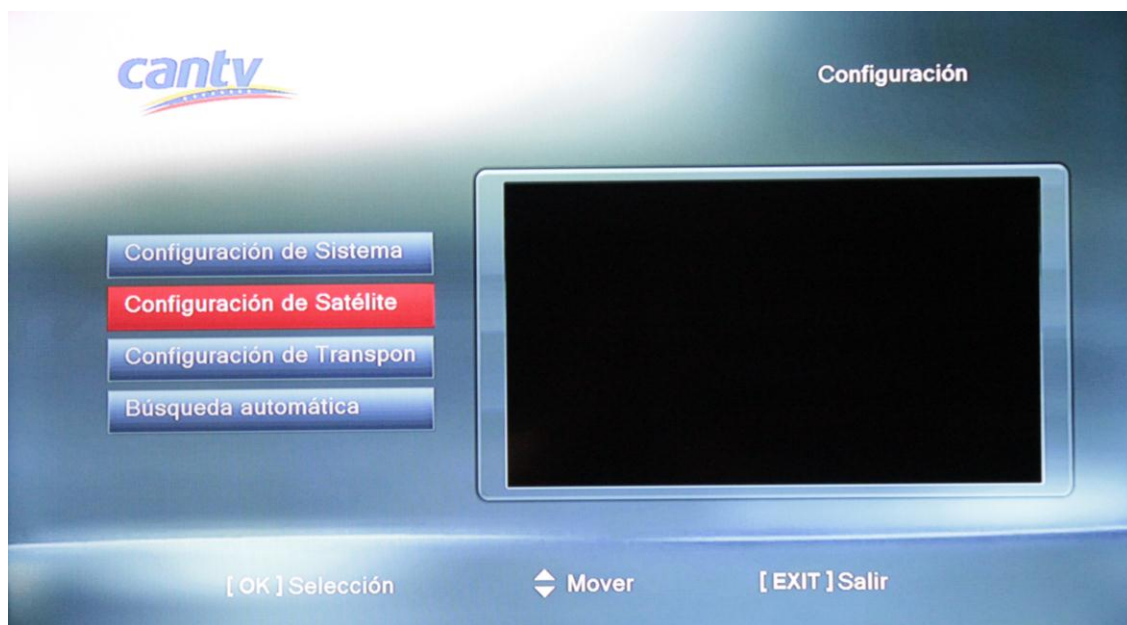 cantv
Configuración
Configuración de Sistema
Configuración de Satélite
Configuración de Transpon
Búsqueda automática
[ OK ] Selección
Mover
[ EXIT ] Salir